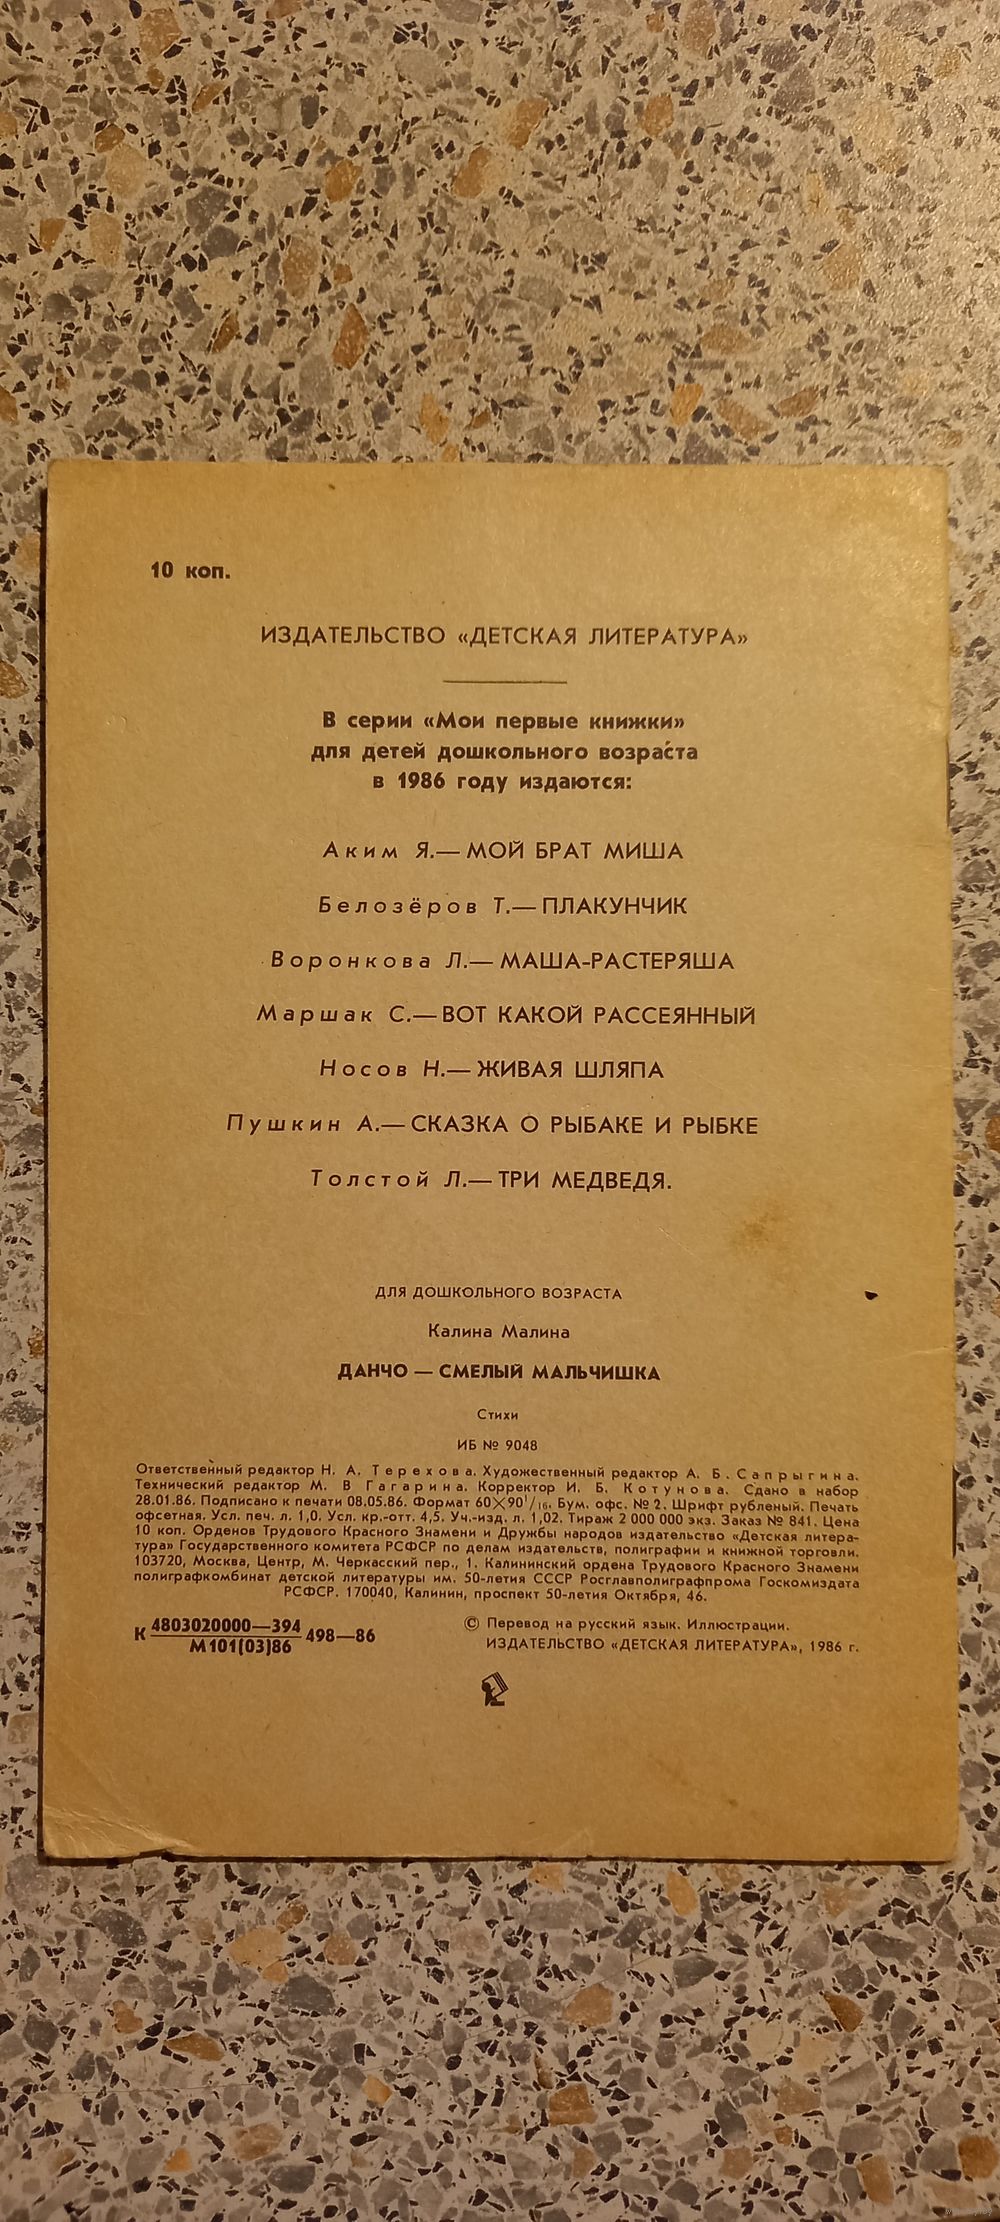 10 коп.
ИЗДАТЕЛЬСТВО «ДЕТСКАЯ ЛИТЕРАТУРА»
В серии «Мои первые книжки»
для детей дошкольного возраста
в 1986 году издаются:
Аким Я.— МОЙ БРАТ МИША
Белозёров Т.— ПЛАКУНЧИК
Воронкова Л.— МАША-РАСТЕРЯША
Маршак С.— ВОТ КАКОЙ РАССЕЯННЫЙ
Носов Н.— ЖИВАЯ ШЛЯПА
Пушкин А.— СКАЗКА О РЫБАКЕ И РЫБКЕ
Толстой Л.— ТРИ МЕДВЕДЯ.
ДЛЯ ДОШКОЛЬНОГО ВОЗРАСТА
Калина Малина
ДАНЧО — СМЕЛЫЙ МАЛЬЧИШКА
Стихи
ИБ № 9048
Ответственный редактор Н. А. Терехова. Художественный редактор А. Б. Сапрыгина.
Технический редактор М. В Гагарина. Корректор И. Б. Котунова. Сдано в набор
28.01.86. Подписано к печати 08.05.86. Формат 60×90 1/16. Бум. офс. № 2. Шрифт рубленый. Печать
офсетная. Усл. печ. л. 1,0. Усл. кр.-отт. 4,5. Уч.-изд. л. 1,02. Тираж 2 000 000 экз. Заказ № 841. Цена
10 коп. Орденов Трудового Красного Знамени и Дружбы народов издательство «Детская литера-
тура» Государственного комитета РСФСР по делам издательств, полиграфии и книжной торговли.
103720, Москва, Центр, М. Черкасский пер., 1. Калининский ордена Трудового Красного Знамени
полиграфкомбинат детской литературы им. 50-летия СССР Росглавполиграфпрома Госкомиздата
РСФСР. 170040, Калинин, проспект 50-летия Октября, 46.
К 4803020000—394 / М101(03)86 498—86
© Перевод на русский язык. Иллюстрации.
ИЗДАТЕЛЬСТВО «ДЕТСКАЯ ЛИТЕРАТУРА», 1986 г.